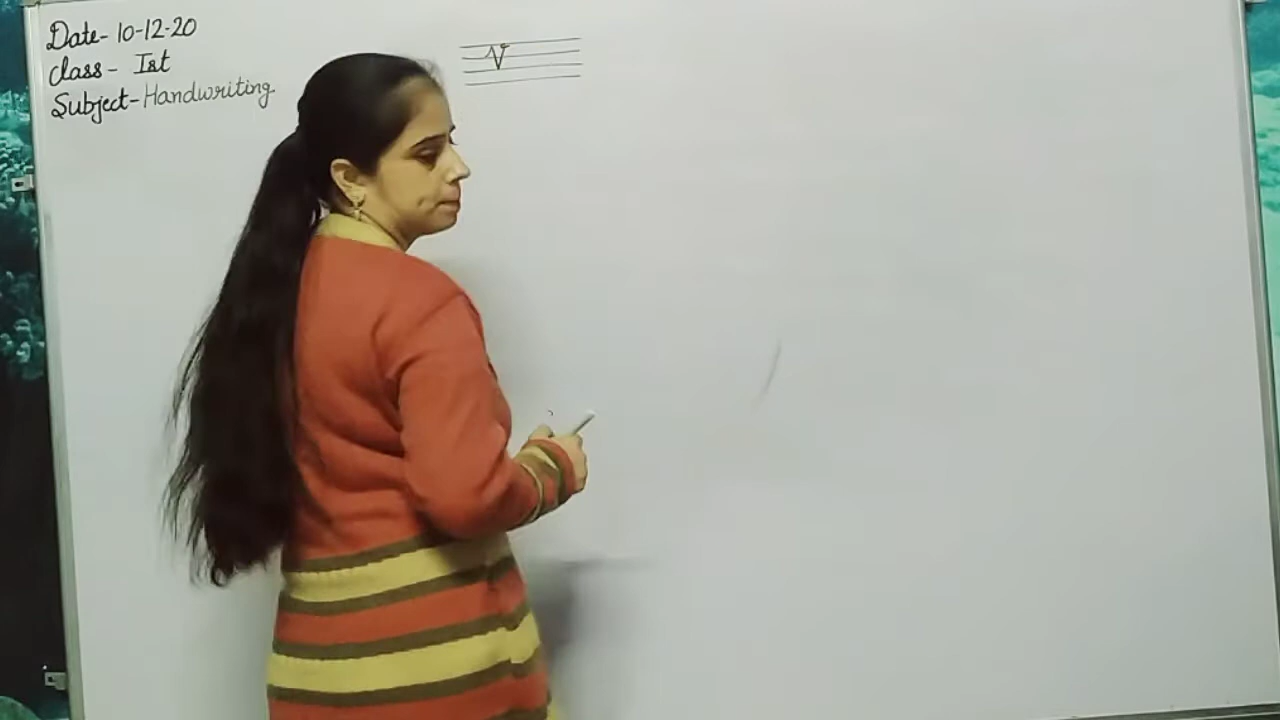 Date- 10-12-20
Class- Ist
Subject- Handwriting.
V